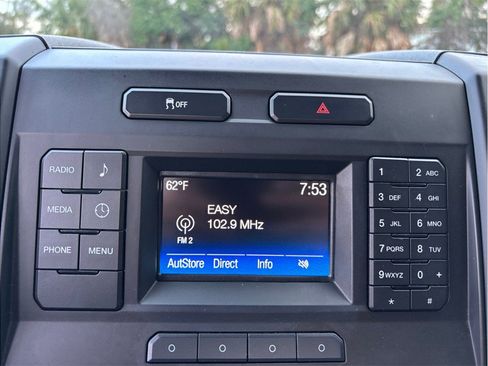 OFF
RADIO
MEDIA
PHONE MENU
62°F 7:53
EASY
102.9 MHz
FM 2
AutStore Direct Info
1 2 ABC
3 DEF 4 GHI
5 JKL 6 MNO
7 PQRS 8 TUV
9 WXYZ 0 +
* #